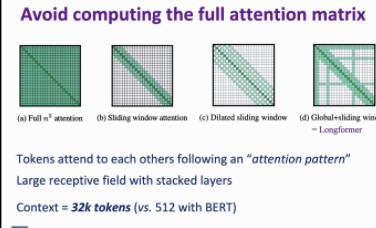 Avoid computing the full attention matrix
(a) Full n² attention
(b) Sliding window attention
(c) Dilated sliding window
(d) Global+sliding
= Longformer
Tokens attend to each others following an "attention pattern"
Large receptive field with stacked layers
Context = 32k tokens (vs. 512 with BERT)